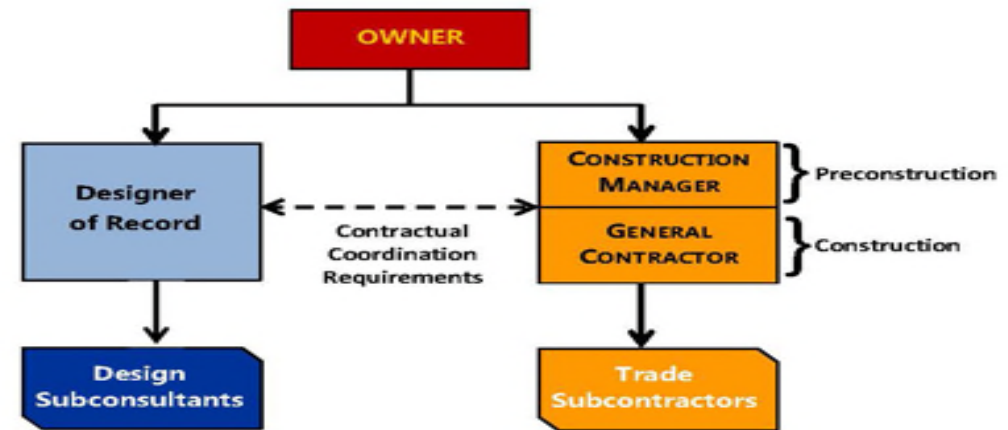 OWNER
Designer
of Record
CONSTRUCTION
MANAGER
Preconstruction
GENERAL
CONTRACTOR
Construction
Contractual
Coordination
Requirements
Design
Subconsultants
Trade
Subcontractors